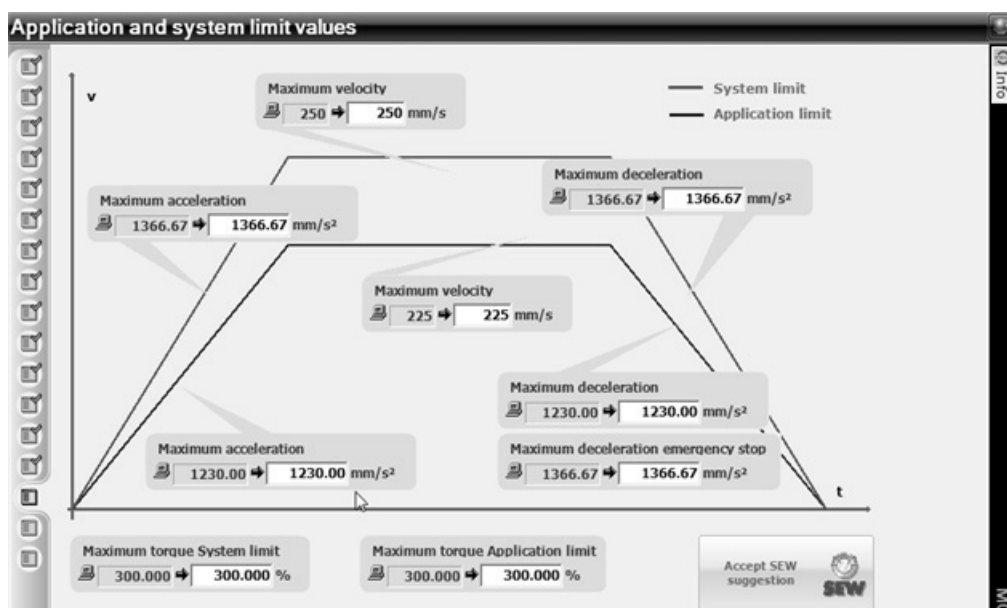 Application and system limit values
Info
v
Maximum velocity
250 250 mm/s
System limit
Application limit
Maximum acceleration
1366.67 1366.67 mm/s²
Maximum deceleration
1366.67 1366.67 mm/s²
Maximum velocity
225 225 mm/s
Maximum deceleration
1230.00 1230.00 mm/s²
Maximum acceleration
1230.00 1230.00 mm/s²
Maximum deceleration emergency stop
1366.67 1366.67 mm/s²
t
Maximum torque System limit
300.000 300.000 %
Maximum torque Application limit
300.000 300.000 %
Accept SEW
suggestion
SEW